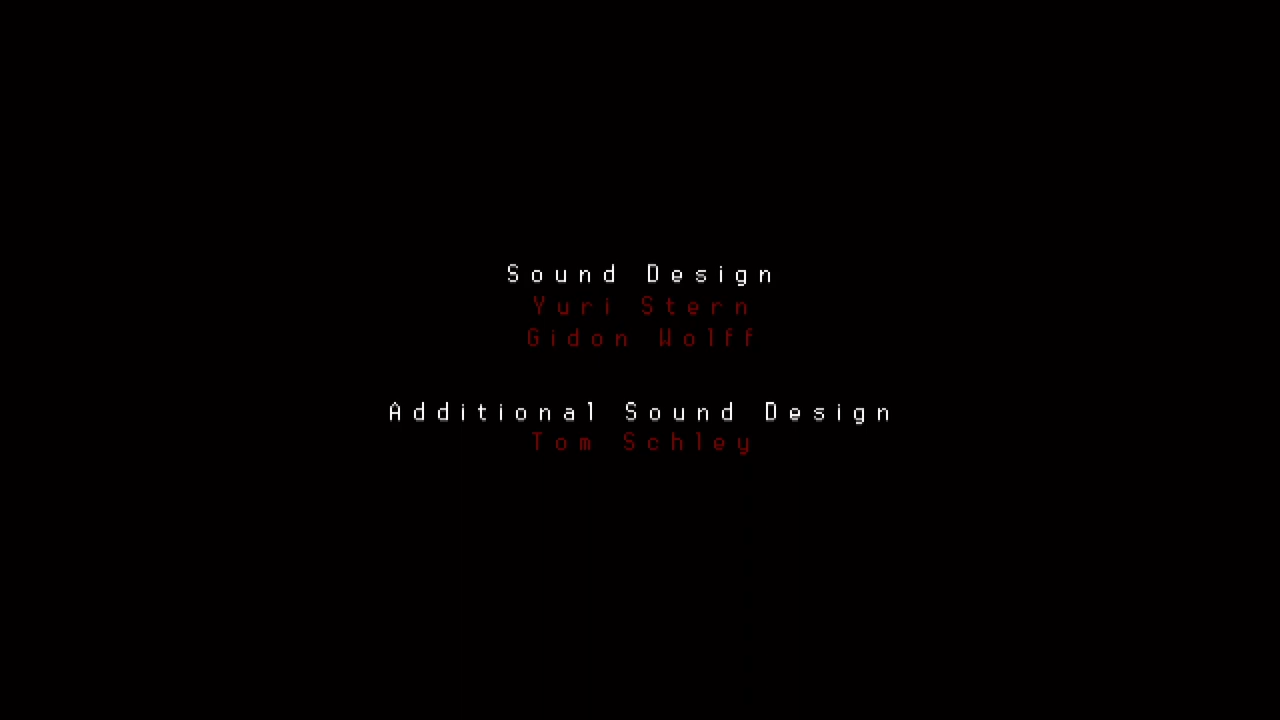 Sound Design
Yuri Stern
Gidon Wolff
Additional Sound Design
Tom Schley